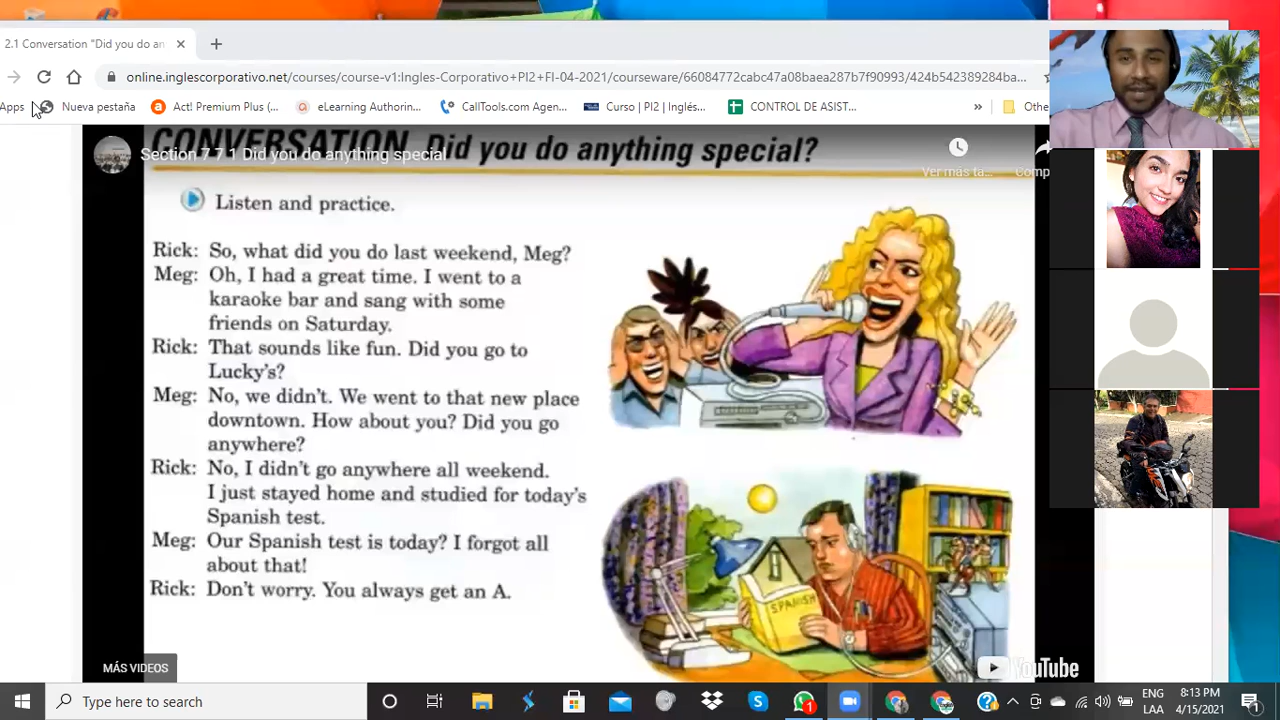 2.1 Conversation "Did you do an
online.inglescorporativo.net/courses/course-v1:Ingles-Corporativo+PI2+FI-04-2021/courseware/66084772cabc47a08baea287b7f90993/424b542389284ba...
Apps Nueva pestaña Act! Premium Plus (... eLearning Authorin... CallTools.com Agen... Curso | PI2 | Inglés... CONTROL DE ASIST... » Othe
CONVERSATION Did you do anything special?
Section 7 7 1 Did you do anything special
Ver más ta... Comp
Listen and practice.
Rick: So, what did you do last weekend, Meg?
Meg: Oh, I had a great time. I went to a
karaoke bar and sang with some
friends on Saturday.
Rick: That sounds like fun. Did you go to
Lucky's?
Meg: No, we didn't. We went to that new place
downtown. How about you? Did you go
anywhere?
Rick: No, I didn't go anywhere all weekend.
I just stayed home and studied for today's
Spanish test.
Meg: Our Spanish test is today? I forgot all
about that!
Rick: Don't worry. You always get an A.
SPANISH
MÁS VIDEOS
YouTube
Type here to search
ENG
LAA
8:13 PM
4/15/2021